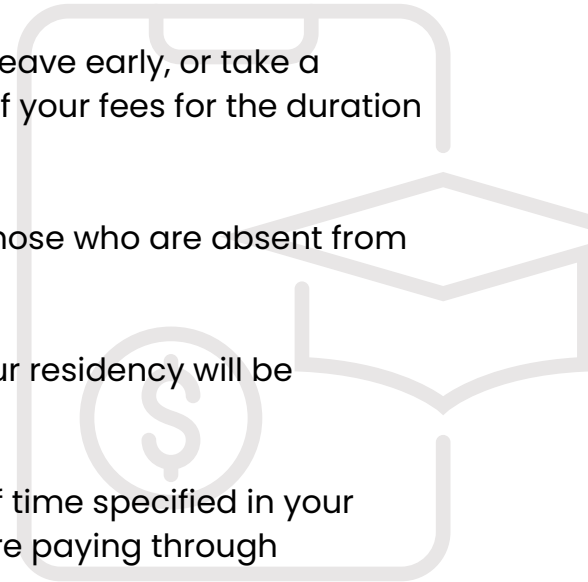 eave early, or take a
f your fees for the duration
hose who are absent from
ur residency will be
f time specified in your
re paying through